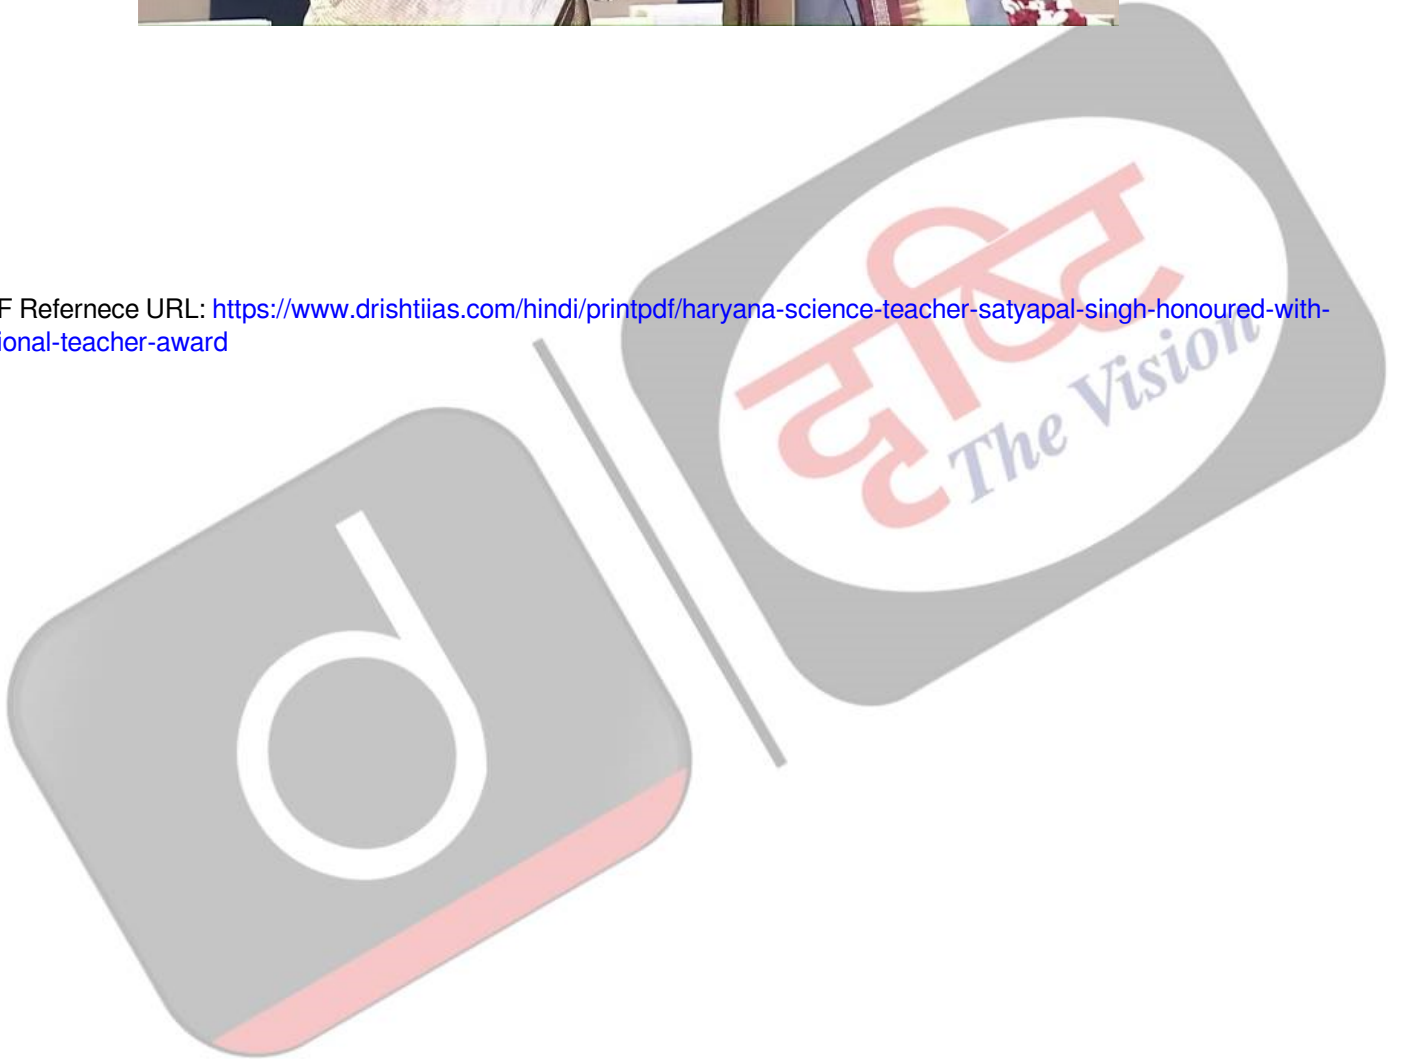 F Refernece URL: https://www.drishtiias.com/hindi/printpdf/haryana-science-teacher-satyapal-singh-honoured-with-
ional-teacher-award
दृष्टि
The Vision
d